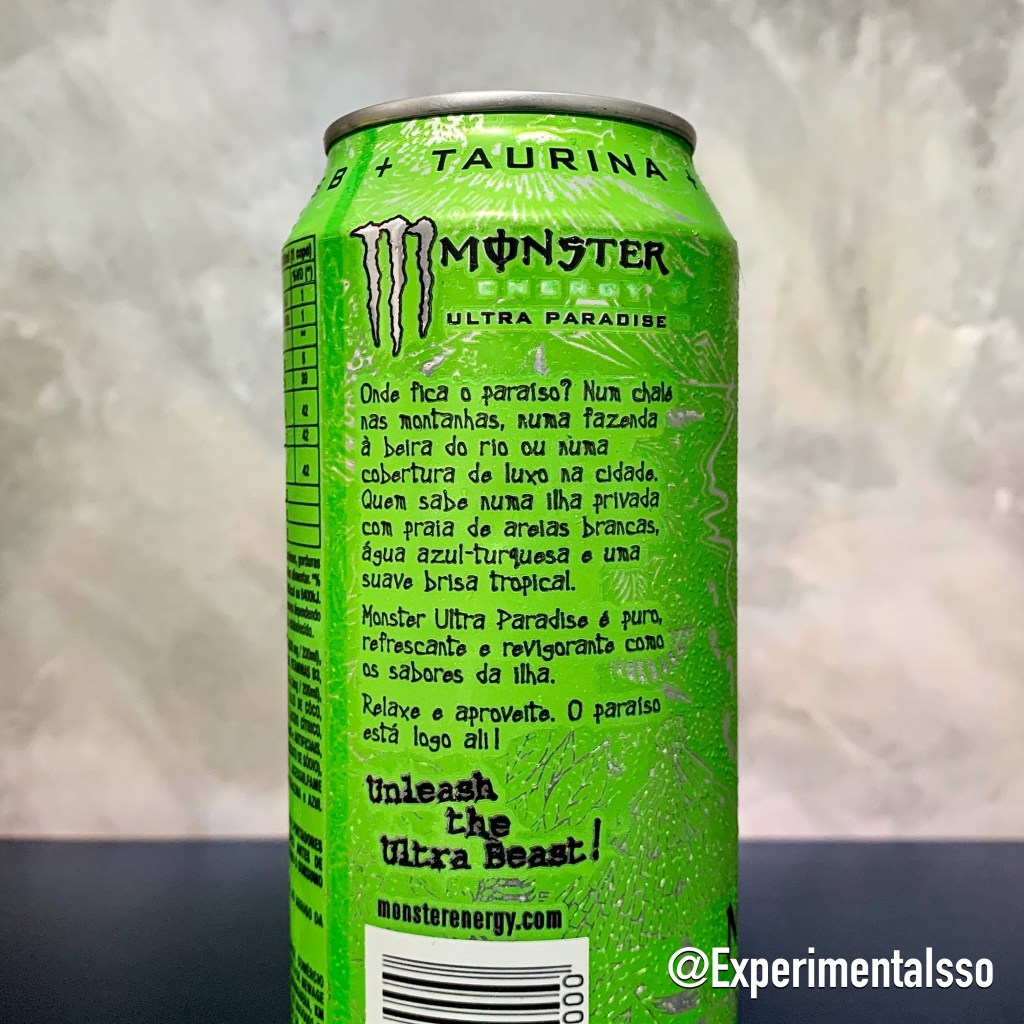 B + TAURINA +
MONSTER
ENERGY
ULTRA PARADISE
Onde fica o paraíso? Num chalé
nas montanhas, numa fazenda
à beira do rio ou numa
cobertura de luxo na cidade.
Quem sabe numa ilha privada
com praia de areias brancas,
água azul-turquesa e uma
suave brisa tropical.
Monster Ultra Paradise é puro,
refrescante e revigorante como
os sabores da ilha.
Relaxe e aproveite. O paraíso
está logo ali!
Unleash
the
Ultra Beast!
monsterenergy.com
@Experimentalsso